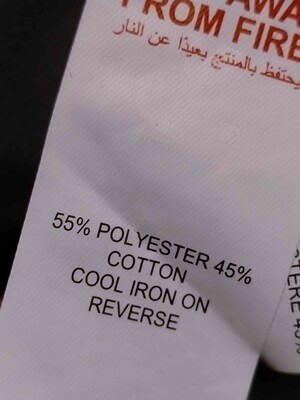 FROM FIRE
يحتفظ بالمنتج بعيدًا عن النار
55% POLYESTER 45%
COTTON
COOL IRON ON
REVERSE